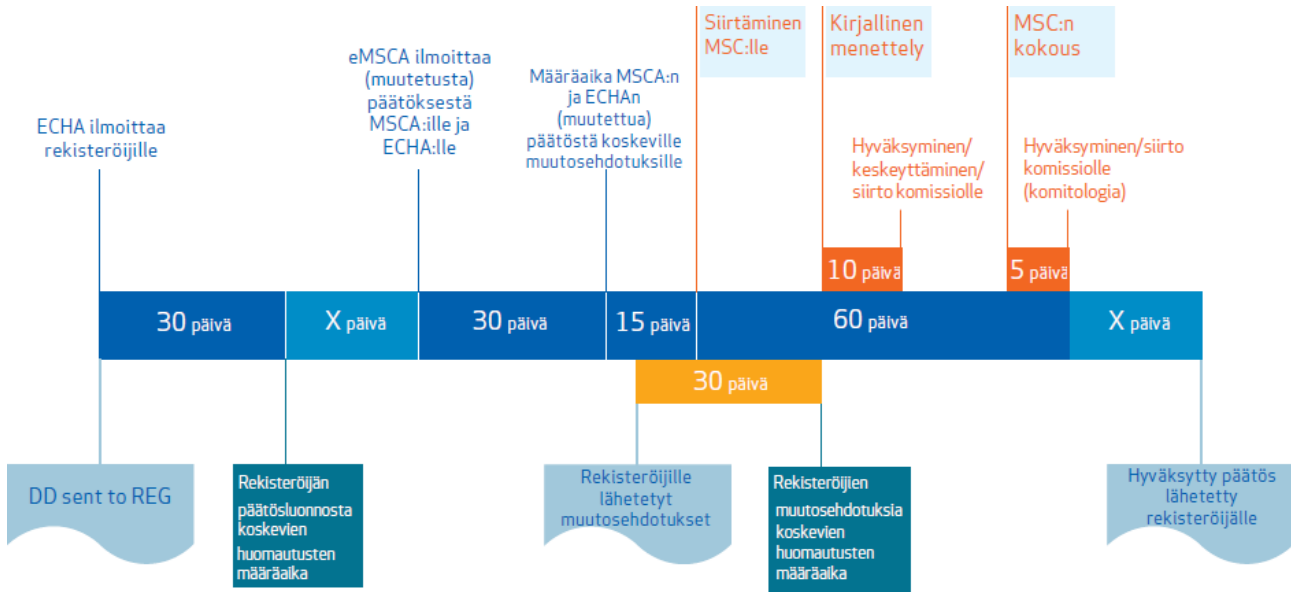 Siirtäminen
MSC:lle
Kirjallinen
menettely
MSC:n
kokous
eMSCA ilmoittaa
(muutetusta)
päätöksestä
MSCA:ille ja
ECHA:lle
Määräaika MSCA:n
ja ECHAn
(muutettua)
päätöstä koskeville
muutosehdotuksille
ECHA ilmoittaa
rekisteröijille
Hyväksyminen/
keskeyttäminen/
siirto komissiolle
Hyväksyminen/siirto
komissiolle
(komitologia)
10 päivä
5 päivä
30 päivä
X päivä
30 päivä
15 päivä
60 päivä
X päivä
30 päivä
DD sent to REG
Rekisteröijän
päätösluonnosta
koskevien
huomautusten
määräaika
Rekisteröijille
lähetetyt
muutosehdotukset
Rekisteröijien
muutosehdotuksia
koskevien
huomautusten
määräaika
Hyväksytty päätös
lähetetty
rekisteröijälle